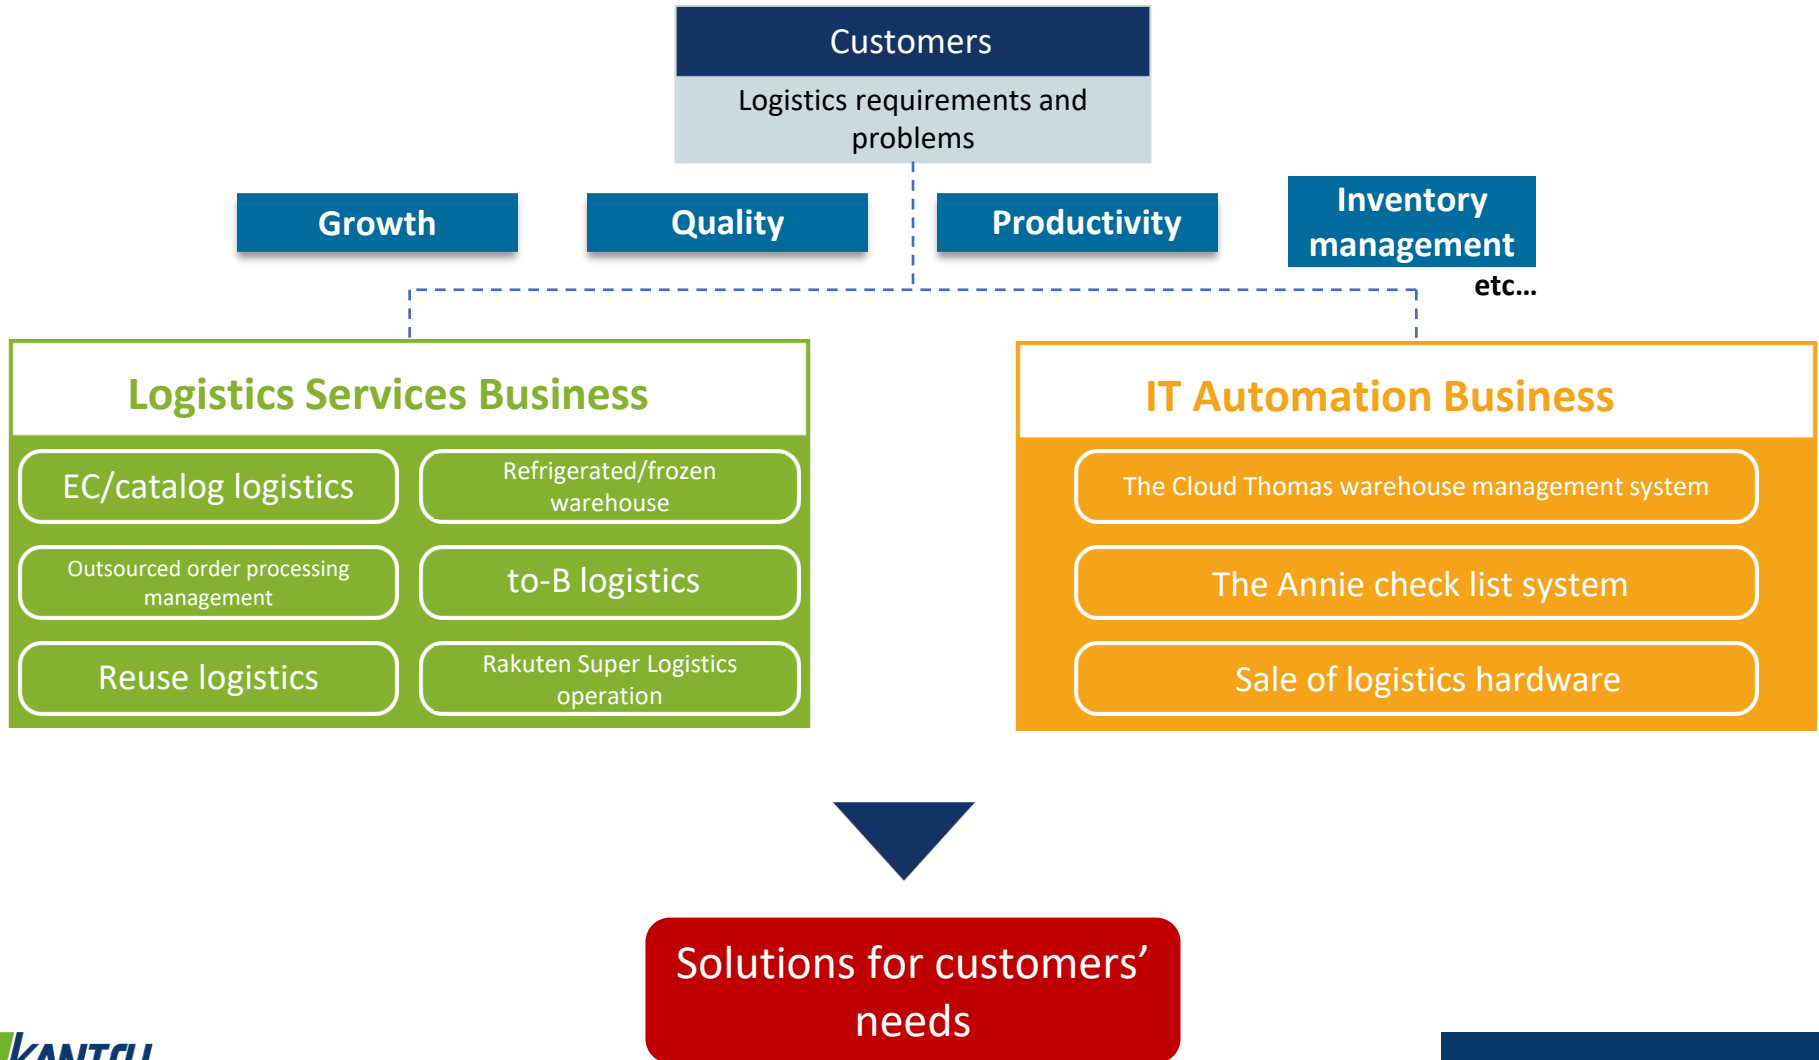 Customers
Logistics requirements and
problems
Growth
Quality
Productivity
Inventory
management
etc...
Logistics Services Business
EC/catalog logistics
Refrigerated/frozen
warehouse
Outsourced order processing
management
to-B logistics
Reuse logistics
Rakuten Super Logistics
operation
IT Automation Business
The Cloud Thomas warehouse management system
The Annie check list system
Sale of logistics hardware
Solutions for customers’
needs